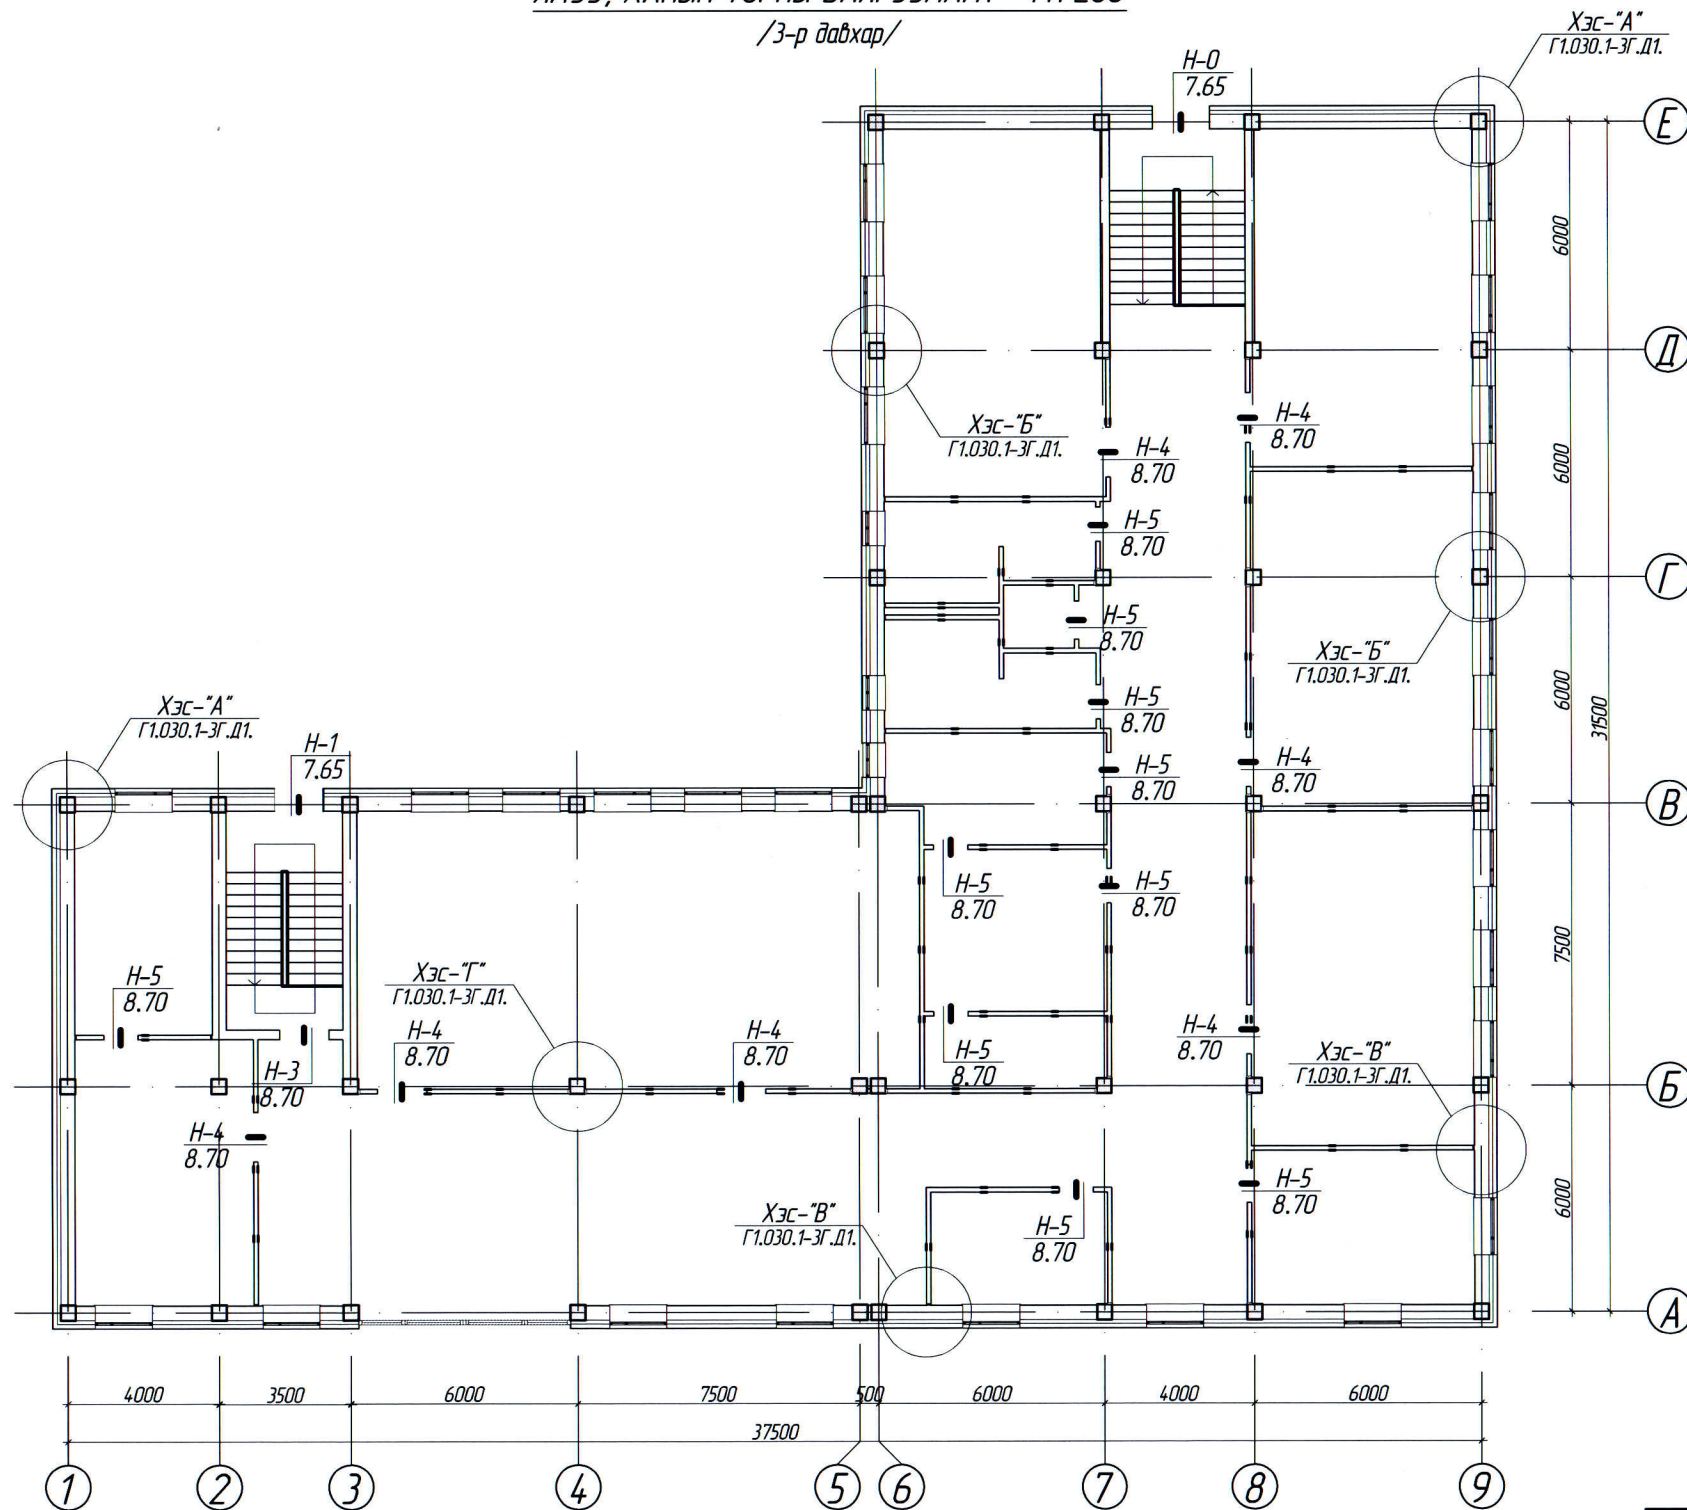 /3-р давхар/
Хэс-"А"
Г1.030.1-3Г.Д1.
Н-0
7.65
Е
6000
Д
Хэс-"Б"
Г1.030.1-3Г.Д1.
Н-4
8.70
Н-4
8.70
6000
Н-5
8.70
Г
Н-5
8.70
Хэс-"Б"
Г1.030.1-3Г.Д1.
6000
31500
Хэс-"А"
Г1.030.1-3Г.Д1.
Н-5
8.70
Н-1
7.65
Н-5
8.70
Н-4
8.70
В
Н-5
8.70
Н-5
8.70
7500
Н-5
8.70
Хэс-"Г"
Г1.030.1-3Г.Д1.
Н-4
8.70
Н-4
8.70
Н-4
8.70
Н-3
8.70
Н-5
8.70
Хэс-"В"
Г1.030.1-3Г.Д1.
Б
Н-4
8.70
Н-5
8.70
6000
Хэс-"В"
Г1.030.1-3Г.Д1.
Н-5
8.70
А
4000 3500 6000 7500 500 6000 4000 6000
37500
1 2 3 4 5 6 7 8 9